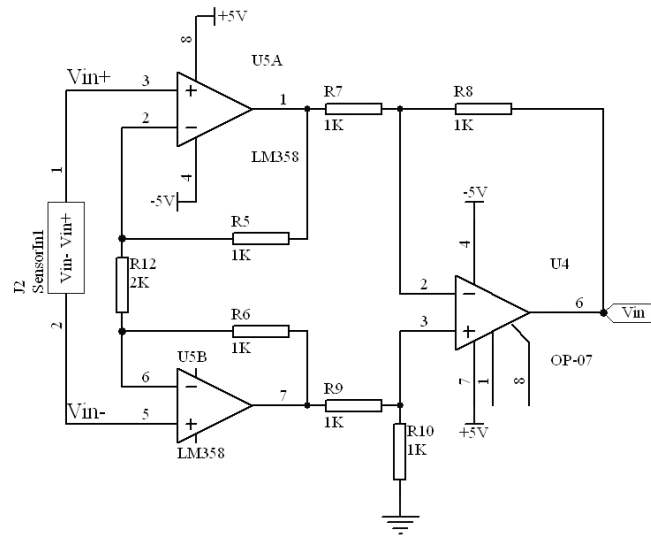 +5V
8
U5A
Vin+
3
1
R7
1K
R8
1K
2
LM358
4
-5V
1
J2
SensorIn1
Vin- Vin+
2
R5
1K
R12
2K
R6
1K
-5V
4
U4
2
6
Vin
3
OP-07
7
1
8
+5V
U5B
6
7
5
Vin-
LM358
R9
1K
R10
1K